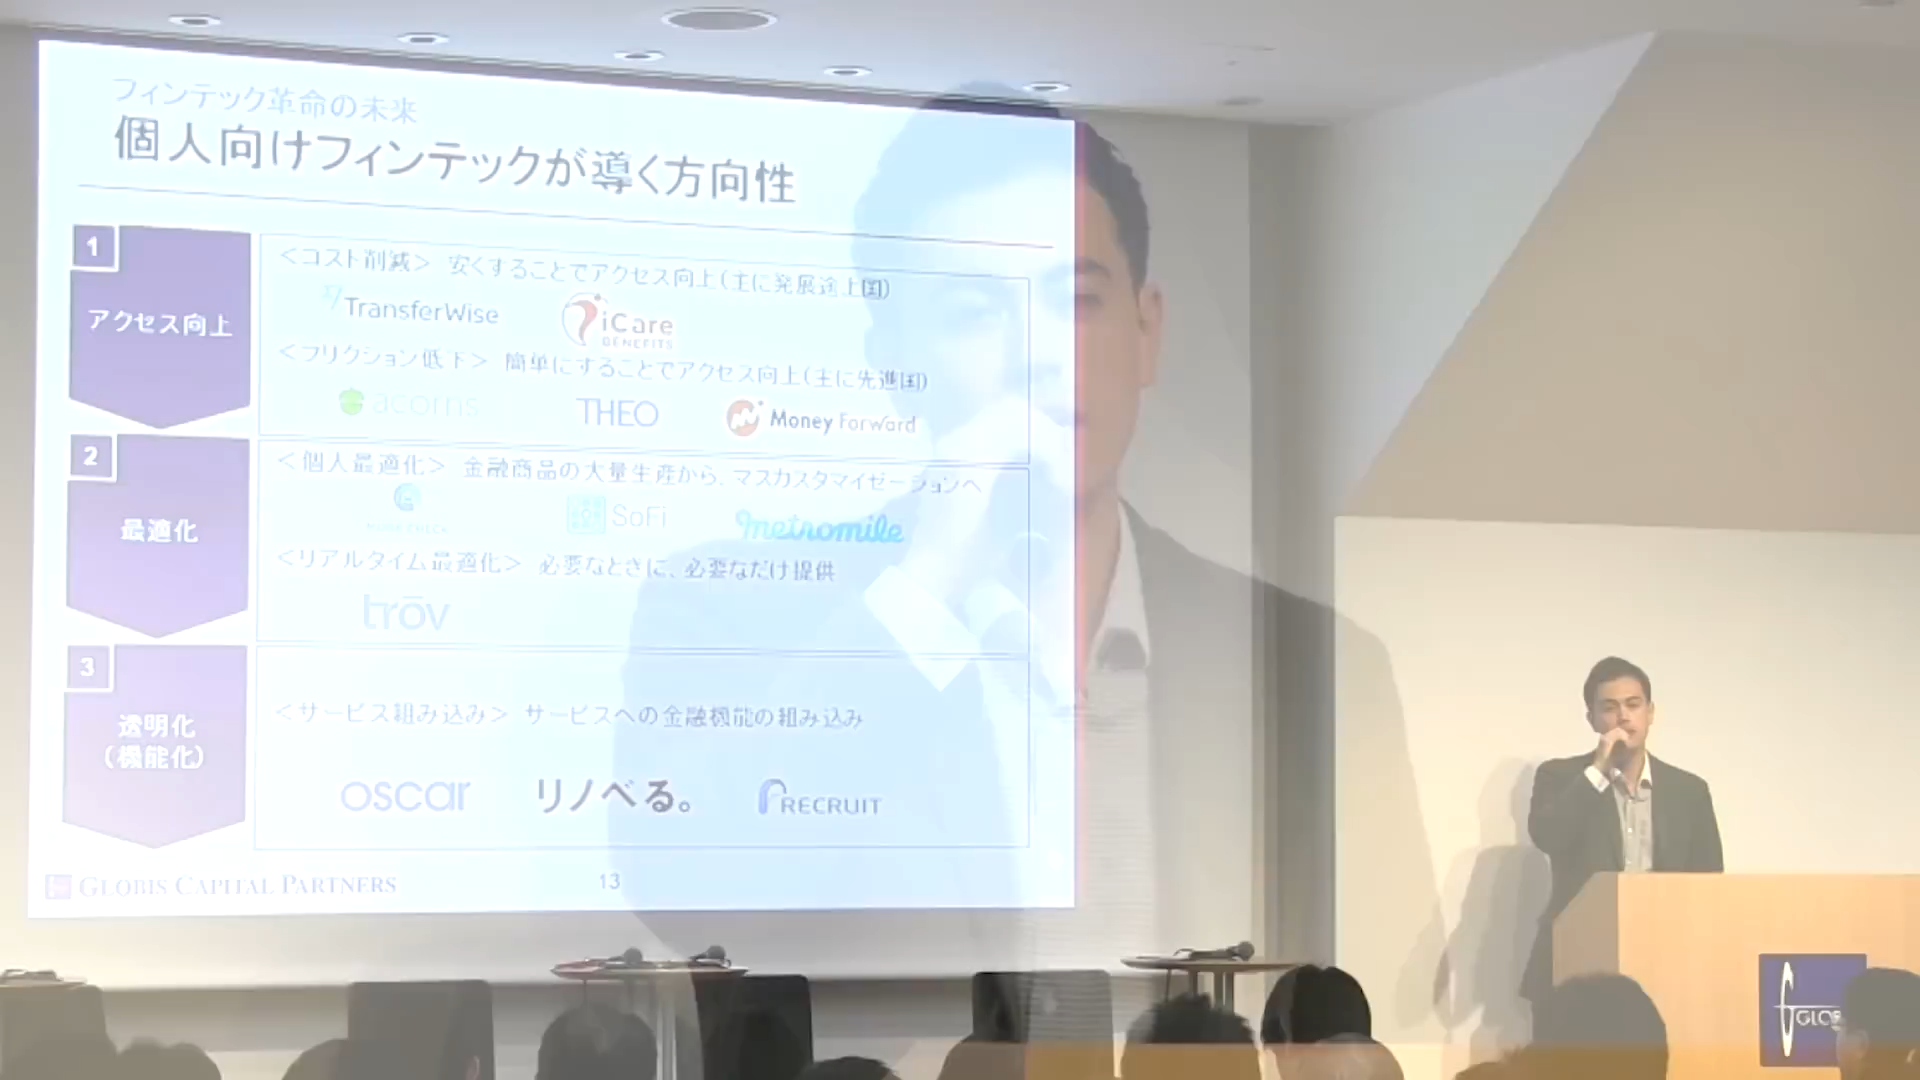 フィンテック革命の未来
個人向けフィンテックが導く方向性
1
アクセス向上
＜コスト削減＞ 安くすることでアクセス向上（主に発展途上国）
TransferWise
iCare
BENEFITS
＜フリクション低下＞ 簡単にすることでアクセス向上（主に先進国）
acorns
THEO
Money Forward
2
最適化
＜個人最適化＞ 金融商品の大量生産から、マスカスタマイゼーションへ
SoFi
metromile
＜リアルタイム最適化＞ 必要なときに、必要なだけ提供
trōv
3
透明化
（機能化）
＜サービス組み込み＞ サービスへの金融機能の組み込み
oscar
リノベる。
RECRUIT
GLOBIS CAPITAL PARTNERS
13